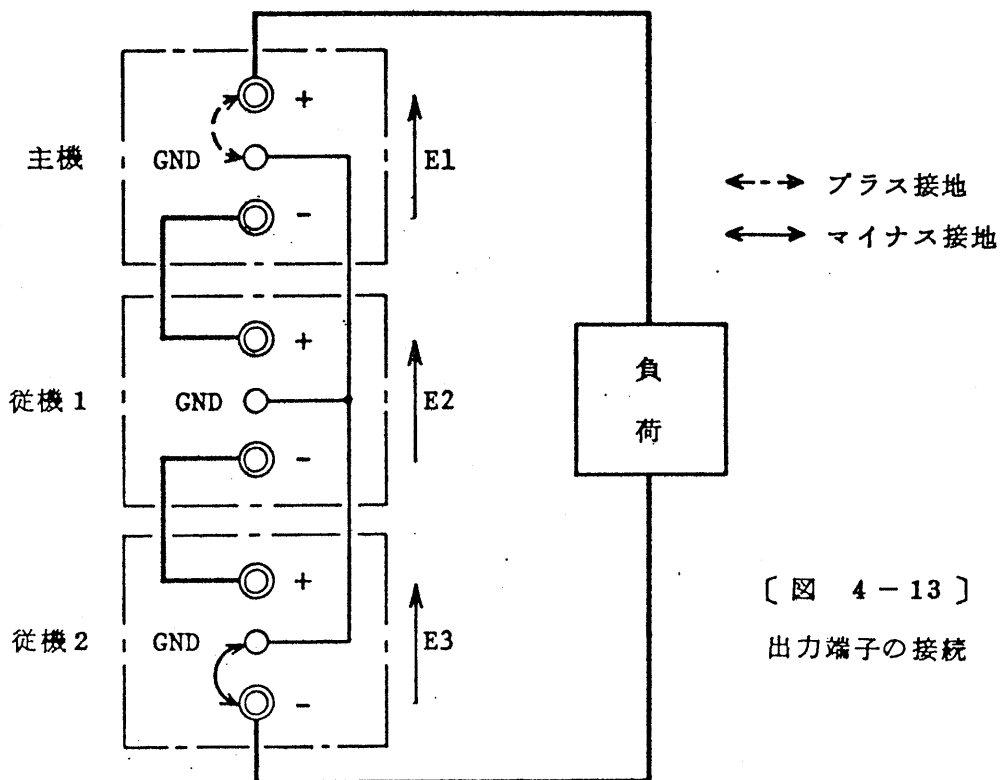 +
主機 GND E1
-
プラス接地
マイナス接地
+
従機1 GND E2
-
負
荷
+
従機2 GND E3
-
〔図 4-13〕
出力端子の接続